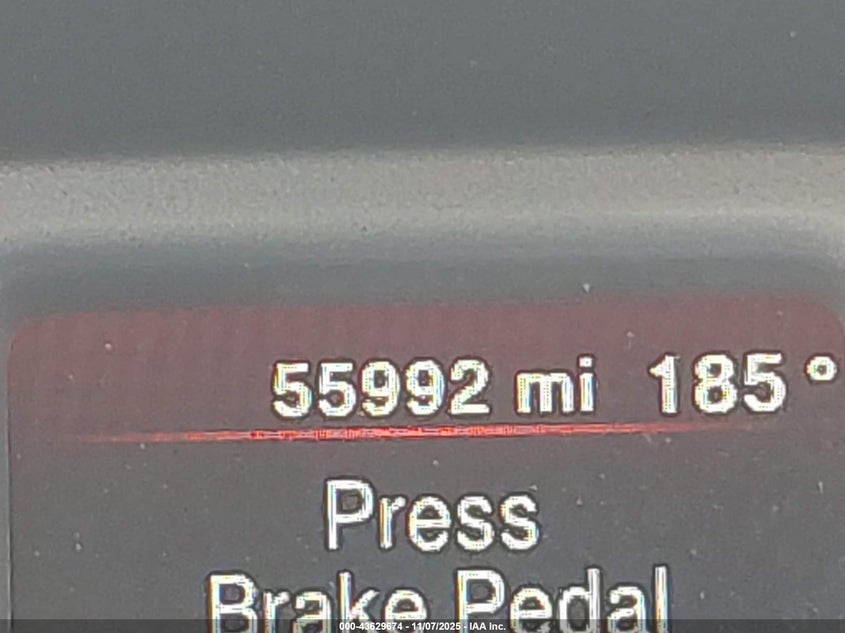 55992 mi 185°
Press
Brake Pedal
000-43629674 - 11/07/2025 - IAA Inc.